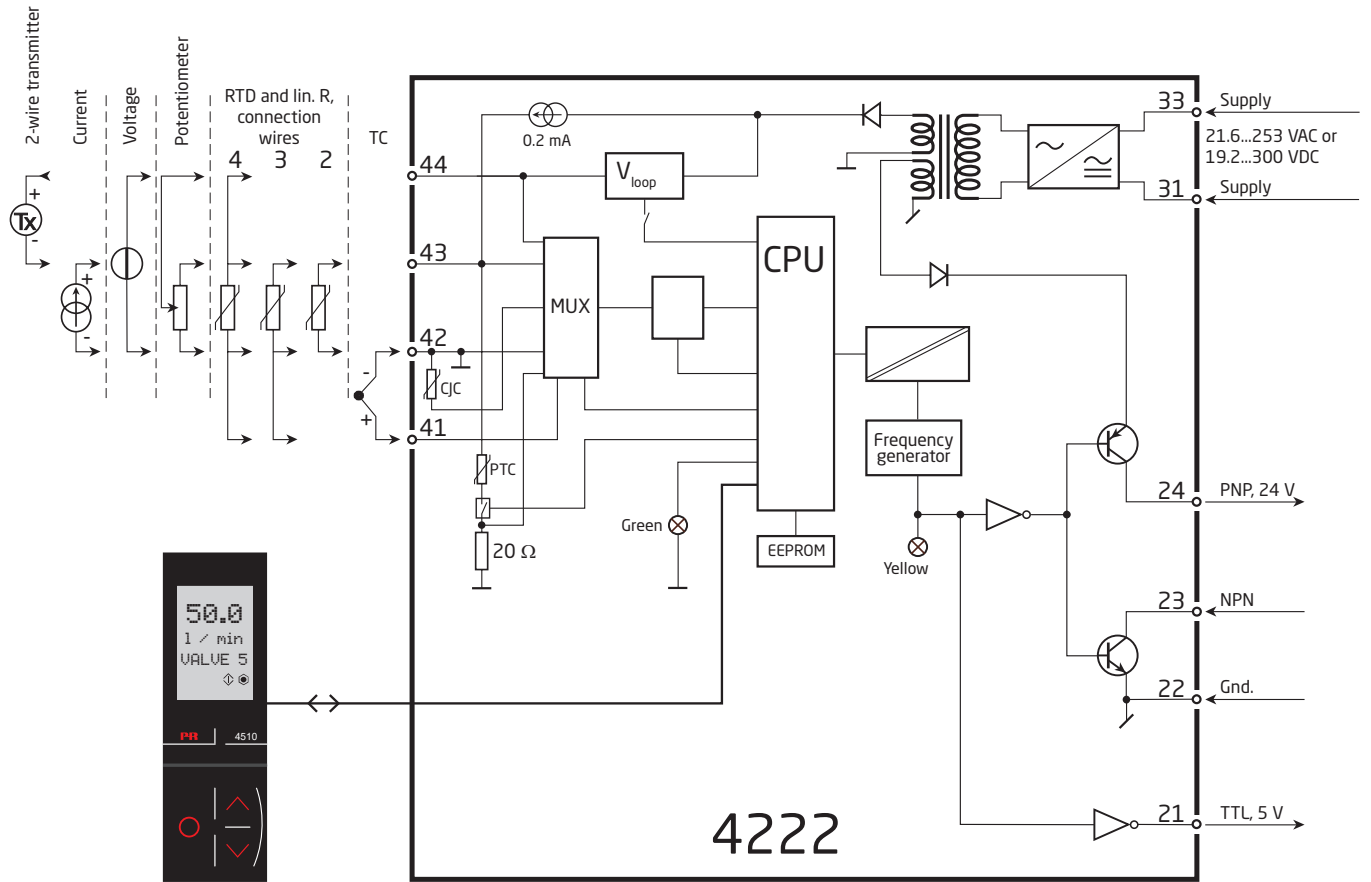 2-wire transmitter
Current
Voltage
Potentiometer
RTD and lin. R,
connection
wires
4 3 2
TC
+
Tx
-
+
-
-
+
44
43
42
41
0.2 mA
Vloop
MUX
CPU
CJC
PTC
20 Ω
Green
EEPROM
Frequency
generator
Yellow
33
Supply
21.6...253 VAC or
19.2...300 VDC
31
Supply
24
PNP, 24 V
23
NPN
22
Gnd.
21
TTL, 5 V
4222
50.0
l / min
VALVE 5
PR
4510